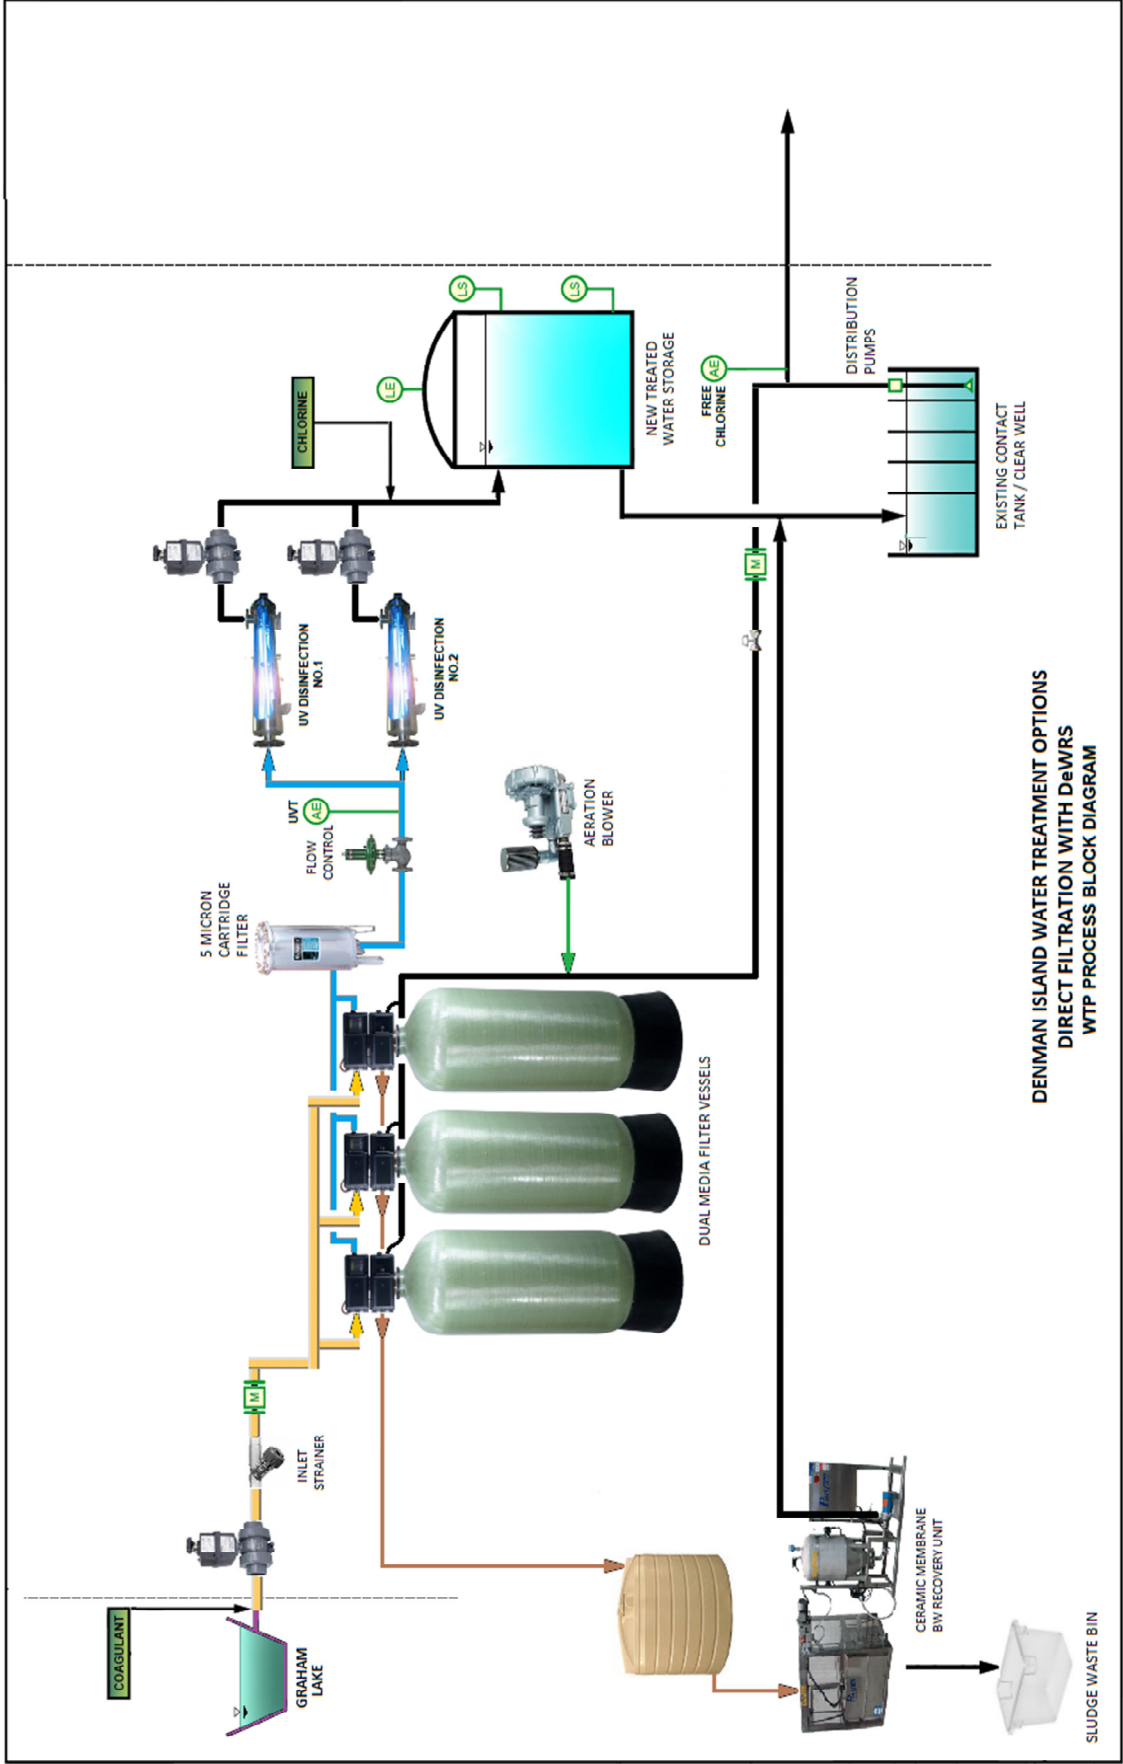 COAGULANT
GRAHAM
LAKE
INLET
STRAINER
M
5 MICRON
CARTRIDGE
FILTER
FLOW
CONTROL
UVT
AE
UV DISINFECTION
NO.1
UV DISINFECTION
NO.2
CHLORINE
LE
LS
LS
NEW TREATED
WATER STORAGE
AERATION
BLOWER
DUAL MEDIA FILTER VESSELS
M
FREE
CHLORINE
AE
DISTRIBUTION
PUMPS
EXISTING CONTACT
TANK / CLEAR WELL
CERAMIC MEMBRANE
BW RECOVERY UNIT
SLUDGE WASTE BIN
DENMAN ISLAND WATER TREATMENT OPTIONS
DIRECT FILTRATION WITH DeWRS
WTP PROCESS BLOCK DIAGRAM